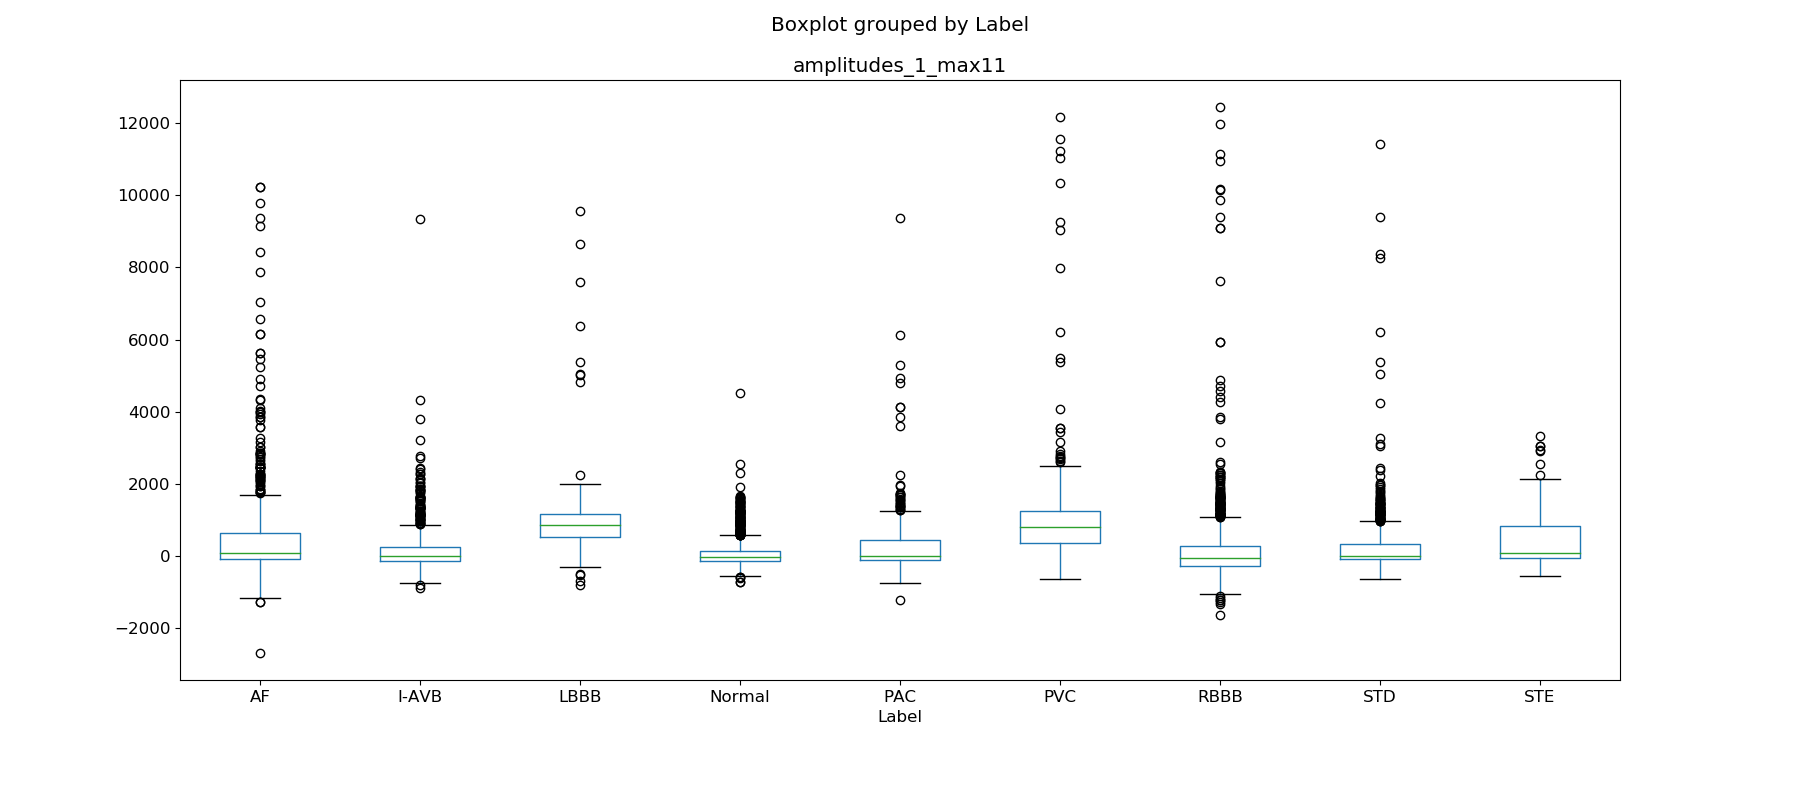 Boxplot grouped by Label
amplitudes_1_max11
12000
10000
8000
6000
4000
2000
0
−2000
AF I-AVB LBBB Normal PAC PVC RBBB STD STE
Label